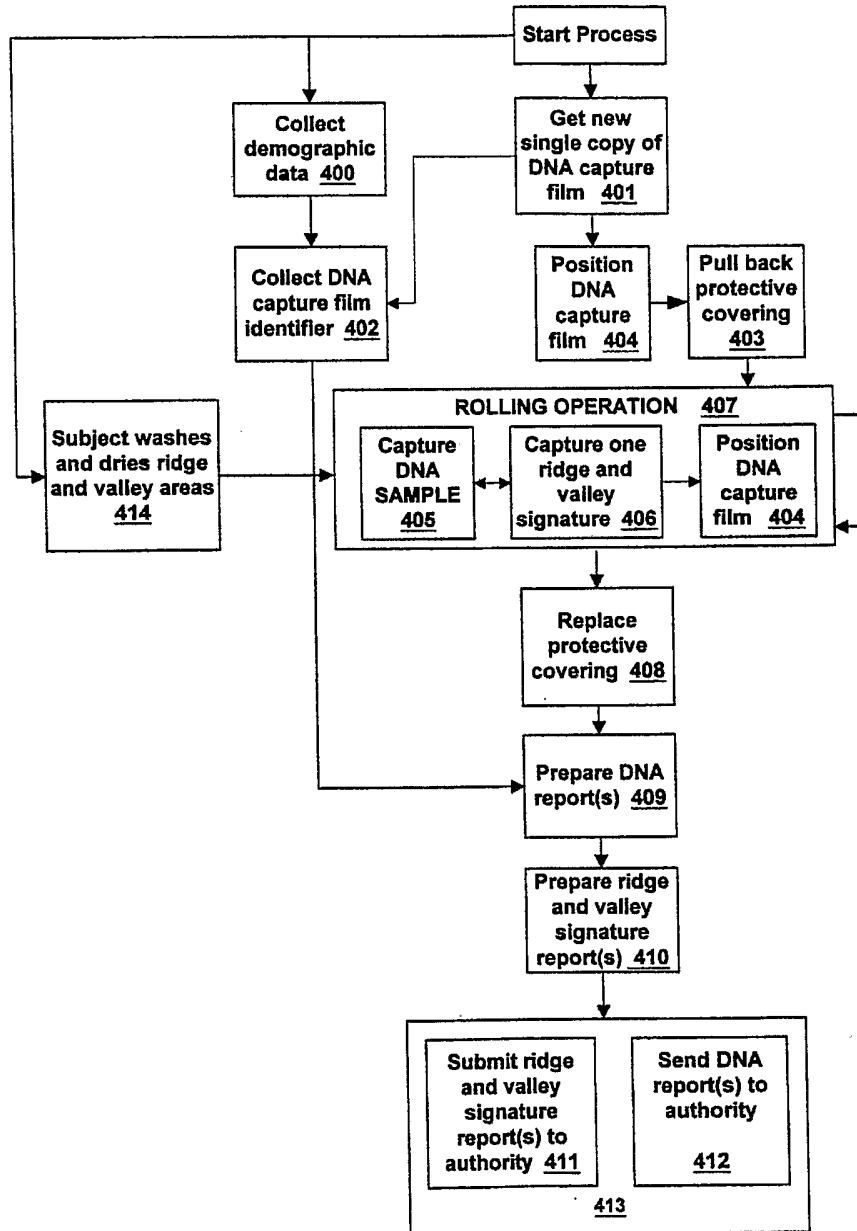 Start Process
Collect
demographic
data 400
Get new
single copy of
DNA capture
film 401
Collect DNA
capture film
identifier 402
Position
DNA
capture
film 404
Pull back
protective
covering
403
Subject washes
and dries ridge
and valley areas
414
ROLLING OPERATION 407
Capture
DNA
SAMPLE
405
Capture one
ridge and
valley
signature 406
Position
DNA
capture
film 404
Replace
protective
covering 408
Prepare DNA
report(s) 409
Prepare ridge
and valley
signature
report(s) 410
Submit ridge
and valley
signature
report(s) to
authority 411
Send DNA
report(s) to
authority
412
413